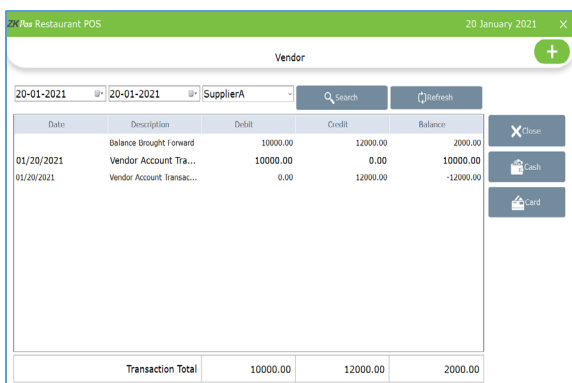 ZKPos Restaurant POS 20 January 2021 X
Vendor
+
20-01-2021 20-01-2021 SupplierA Search Refresh
Date Description Debit Credit Balance
Balance Brought Forward 10000.00 12000.00 2000.00
01/20/2021 Vendor Account Tra... 10000.00 0.00 10000.00
01/20/2021 Vendor Account Transac... 0.00 12000.00 -12000.00
Close
Cash
Card
Transaction Total 10000.00 12000.00 2000.00